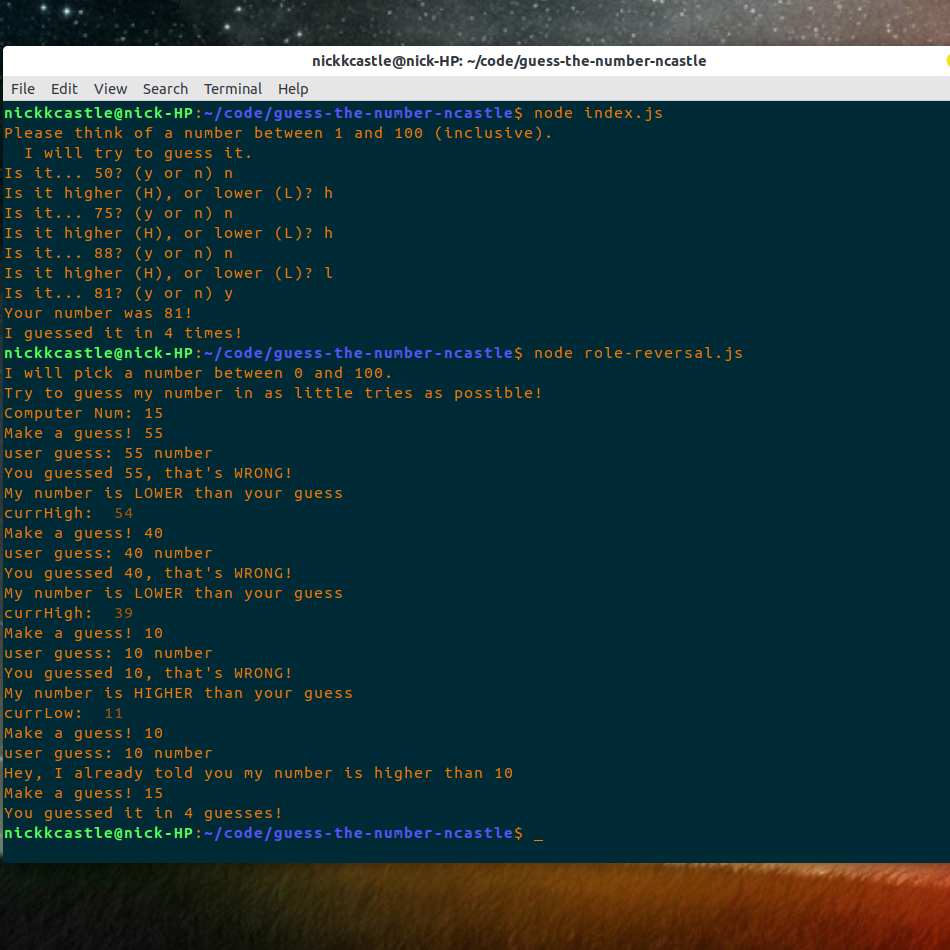 nickkcastle@nick-HP: ~/code/guess-the-number-ncastle
File Edit View Search Terminal Help
nickkcastle@nick-HP:~/code/guess-the-number-ncastle$ node index.js
Please think of a number between 1 and 100 (inclusive).
  I will try to guess it.
Is it... 50? (y or n) n
Is it higher (H), or lower (L)? h
Is it... 75? (y or n) n
Is it higher (H), or lower (L)? h
Is it... 88? (y or n) n
Is it higher (H), or lower (L)? l
Is it... 81? (y or n) y
Your number was 81!
I guessed it in 4 times!
nickkcastle@nick-HP:~/code/guess-the-number-ncastle$ node role-reversal.js
I will pick a number between 0 and 100.
Try to guess my number in as little tries as possible!
Computer Num: 15
Make a guess! 55
user guess: 55 number
You guessed 55, that's WRONG!
My number is LOWER than your guess
currHigh:  54
Make a guess! 40
user guess: 40 number
You guessed 40, that's WRONG!
My number is LOWER than your guess
currHigh:  39
Make a guess! 10
user guess: 10 number
You guessed 10, that's WRONG!
My number is HIGHER than your guess
currLow:  11
Make a guess! 10
user guess: 10 number
Hey, I already told you my number is higher than 10
Make a guess! 15
You guessed it in 4 guesses!
nickkcastle@nick-HP:~/code/guess-the-number-ncastle$ _